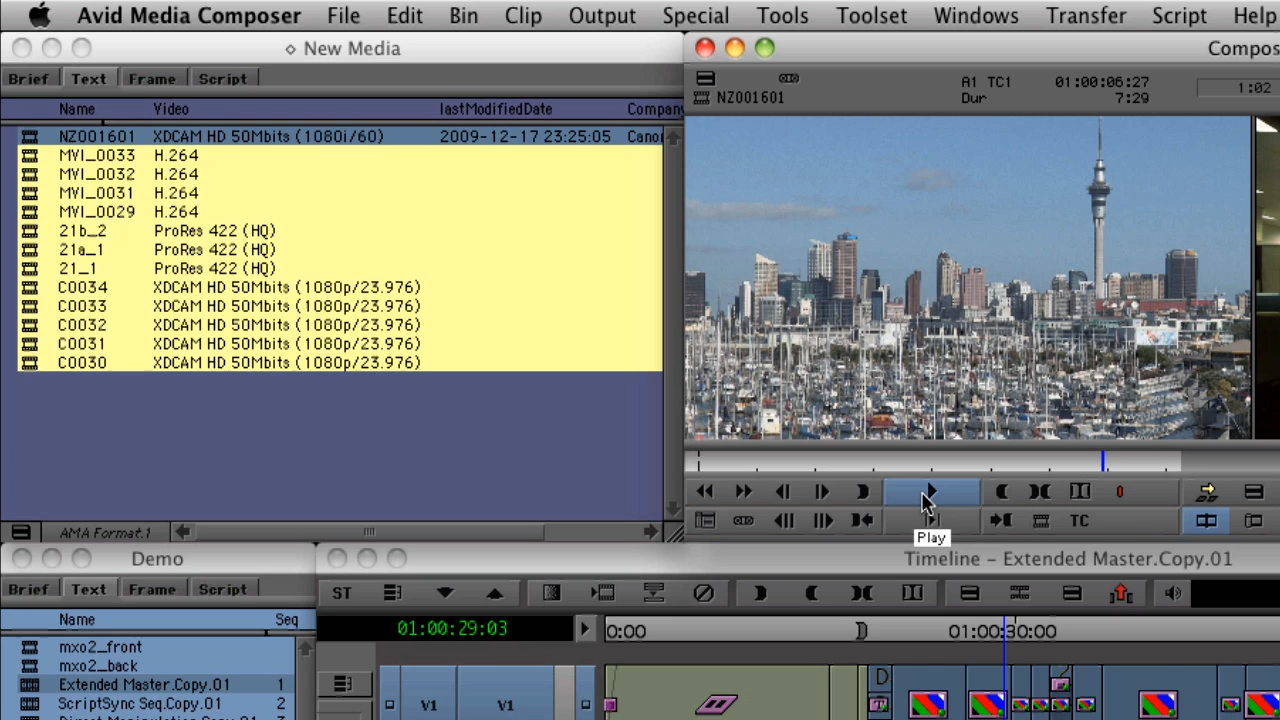 Avid Media Composer File Edit Bin Clip Output Special Tools Toolset Windows Transfer Script Help
New Media
Compos
Brief Text Frame Script
A1 TC1 01:00:06:27 1:02
NZ001601 Dur 7:29
Name Video lastModifiedDate Company
NZ001601 XDCAM HD 50Mbits (1080i/60) 2009-12-17 23:25:05 Canon
MVI_0033 H.264
MVI_0032 H.264
MVI_0031 H.264
MVI_0029 H.264
21b_2 ProRes 422 (HQ)
21a_1 ProRes 422 (HQ)
21_1 ProRes 422 (HQ)
C0034 XDCAM HD 50Mbits (1080p/23.976)
C0033 XDCAM HD 50Mbits (1080p/23.976)
C0032 XDCAM HD 50Mbits (1080p/23.976)
C0031 XDCAM HD 50Mbits (1080p/23.976)
C0030 XDCAM HD 50Mbits (1080p/23.976)
AMA Format.1
TC
Play
Demo
Timeline - Extended Master.Copy.01
Brief Text Frame Script
ST
Name Seq
01:00:29:03
0:00 01:00:30:00
mxo2_front
mxo2_back
Extended Master.Copy.01 1
ScriptSync Seq.Copy.01 2
Direct Manipulation.Copy.01 3
V1 V1
D